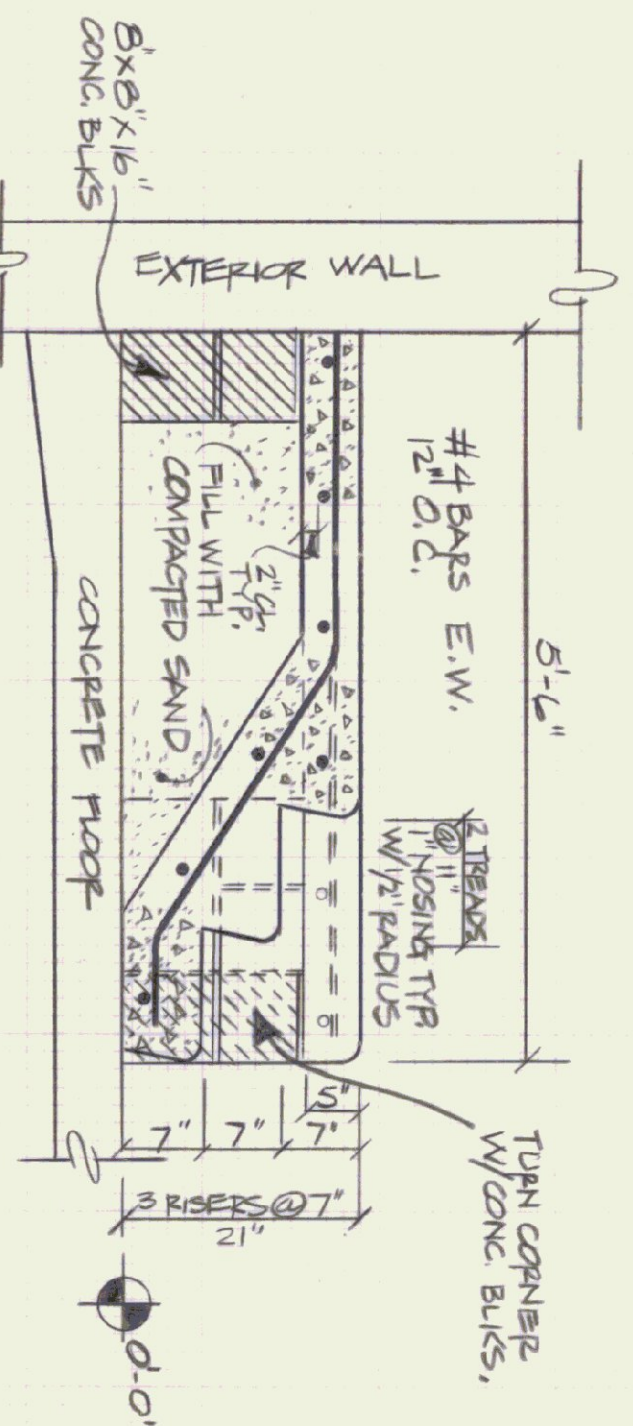 8"X8"X16"
CONC. BLKS
EXTERIOR WALL
#4 BARS E.W.
12" O.C.
5'-6"
2 TREADS
@ 11"
1" NOSING TYP.
W/ 1/2" RADIUS
FILL WITH
COMPACTED SAND
TYP.
CONCRETE FLOOR
TURN CORNER
W/ CONC. BLKS.
5"
7"
7"
7"
3 RISERS @ 7"
21"
0'-0"